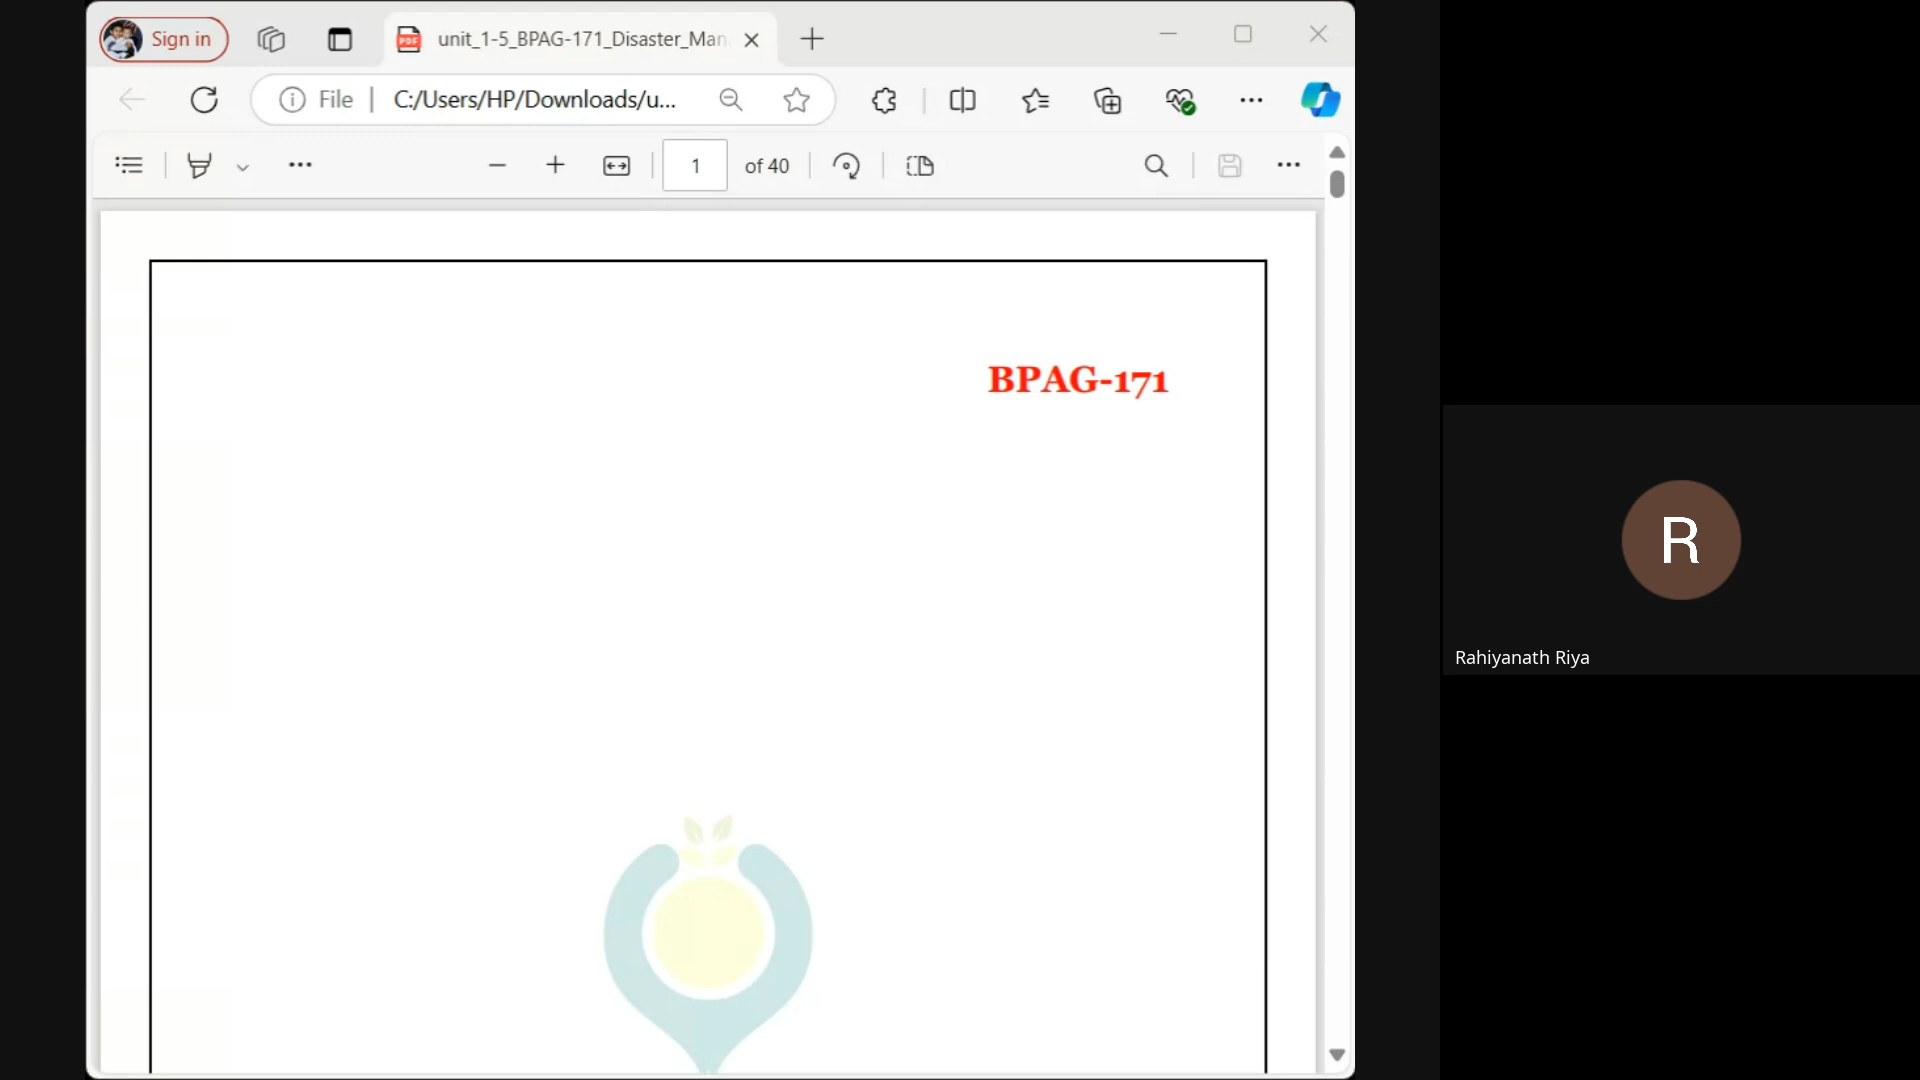 Sign in
unit_1-5_BPAG-171_Disaster_Man
File
C:/Users/HP/Downloads/u...
1 of 40
BPAG-171
R
Rahiyanath Riya